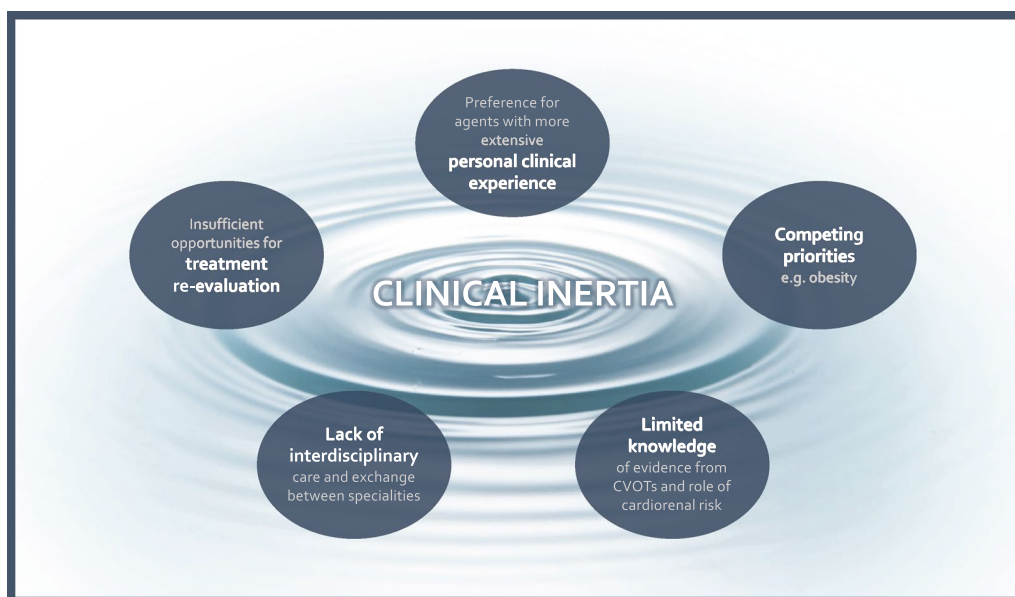 Preference for
agents with more
extensive
personal clinical
experience
Insufficient
opportunities for
treatment
re-evaluation
Competing
priorities
e.g. obesity
CLINICAL INERTIA
Lack of
interdisciplinary
care and exchange
between specialities
Limited
knowledge
of evidence from
CVOTs and role of
cardiorenal risk